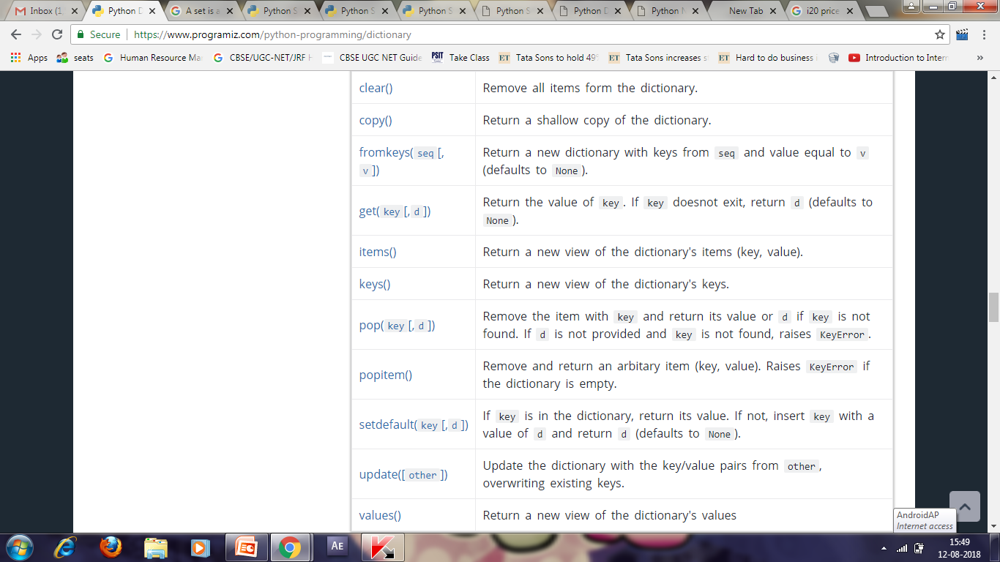 Inbox (1
Python D
A set is a
Python S
Python S
Python S
Python S
Python D
Python N
New Tab
i20 price
Secure
https://www.programiz.com/python-programming/dictionary
Apps
seats
Human Resource Ma
CBSE/UGC-NET/JRF H
CBSE UGC NET Guide
PSIT
Take Class
ET
Tata Sons to hold 49%
ET
Tata Sons increases s
ET
Hard to do business i
Introduction to Inter
»
clear()
Remove all items form the dictionary.
copy()
Return a shallow copy of the dictionary.
fromkeys(seq[,
v])
Return a new dictionary with keys from seq and value equal to v
(defaults to None).
get(key[,d])
Return the value of key. If key doesnot exit, return d (defaults to
None).
items()
Return a new view of the dictionary's items (key, value).
keys()
Return a new view of the dictionary's keys.
pop(key[,d])
Remove the item with key and return its value or d if key is not
found. If d is not provided and key is not found, raises KeyError.
popitem()
Remove and return an arbitary item (key, value). Raises KeyError if
the dictionary is empty.
setdefault(key[,d])
If key is in the dictionary, return its value. If not, insert key with a
value of d and return d (defaults to None).
update([other])
Update the dictionary with the key/value pairs from other,
overwriting existing keys.
values()
Return a new view of the dictionary's values
AndroidAP
Internet access
AE
15:49
12-08-2018